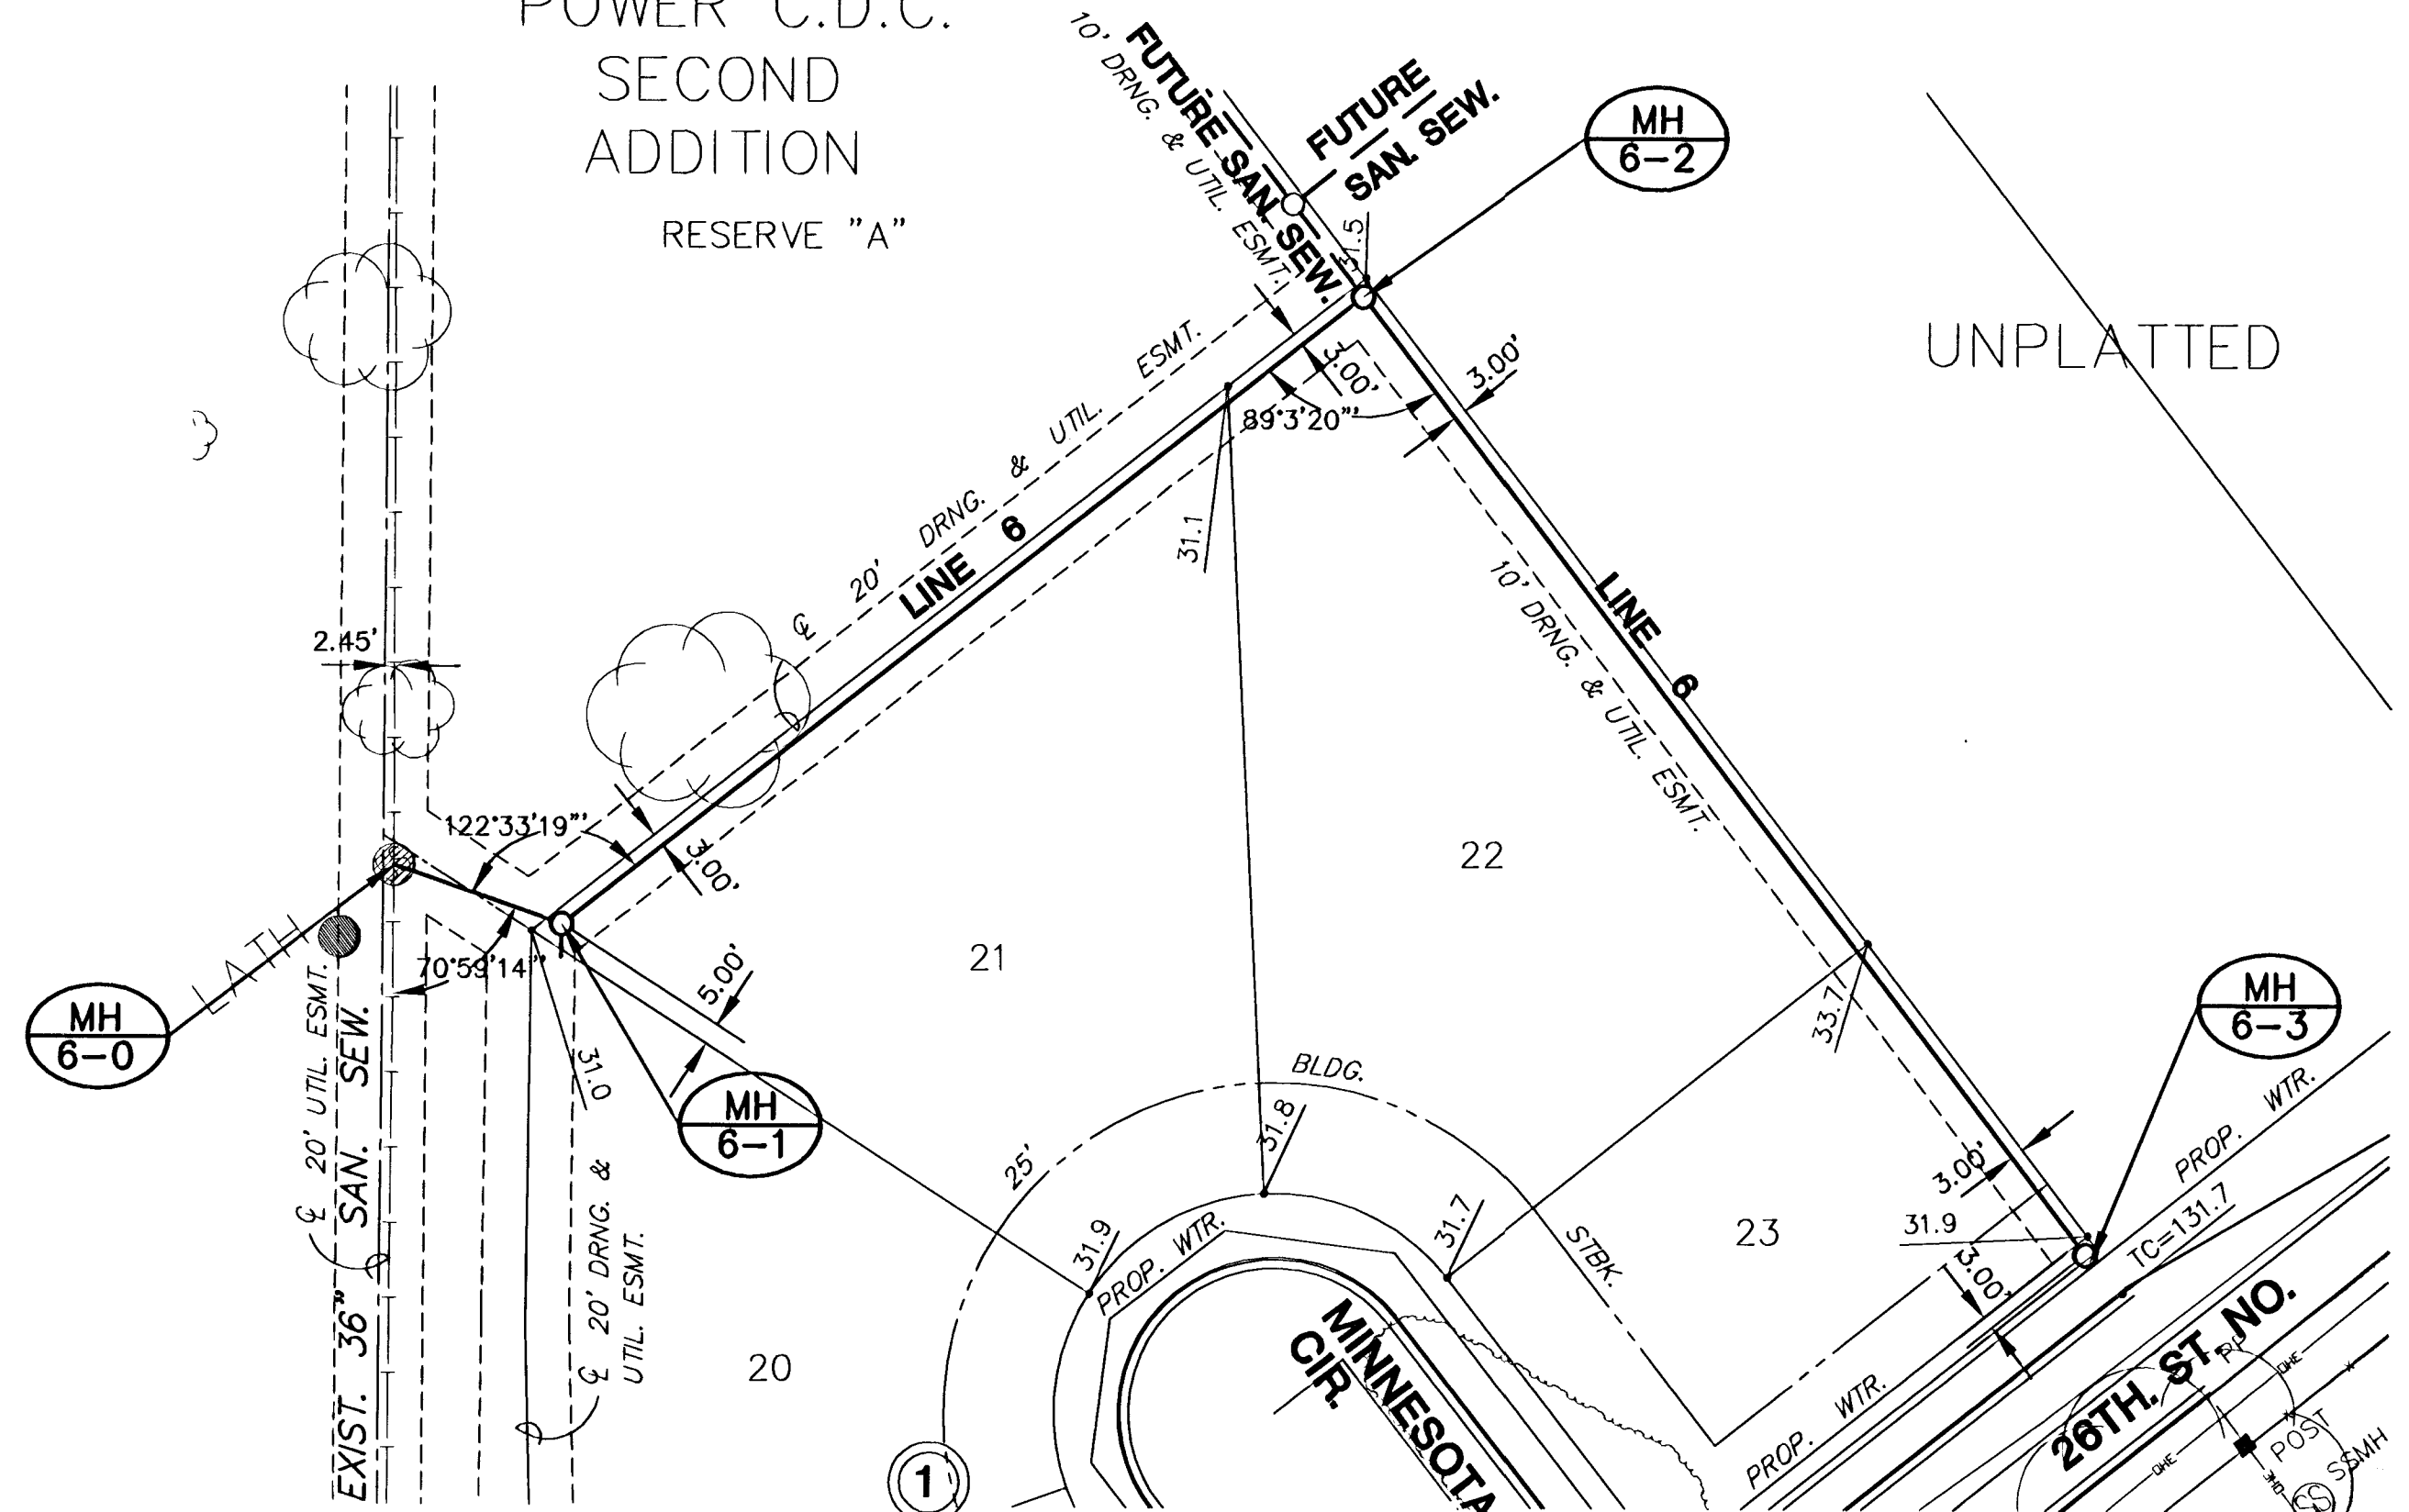 POWER C.D.C.
SECOND
ADDITION
RESERVE "A"
10' DRNG. & UTIL. ESMT.
FUTURE SAN. SEW.
FUTURE
SAN. SEW.
MH
6-2
31.5
UNPLATTED
3.00'
3.00'
89°3'20"
ESMT.
UTIL.
&
DRNG.
20'
℄
LINE 6
31.1
LINE 6
10' DRNG. & UTIL. ESMT.
2.45'
122°33'19"
3.00'
22
21
LATH
70°59'14"
5.00'
MH
6-0
31.0
MH
6-1
33.7
MH
6-3
BLDG.
25'
31.8
31.9
31.7
STBK.
23
3.00'
31.9
3.00'
PROP. WTR.
PROP. WTR.
TC=131.7
PROP. WTR.
℄ 20' UTIL. ESMT.
EXIST. 36" SAN. SEW.
℄ 20' DRNG. &
UTIL. ESMT.
20
1
MINNESOTA
CIR.
26TH. ST. NO.
PP
OHE
OHE
OHE
POST
SSMH
SS